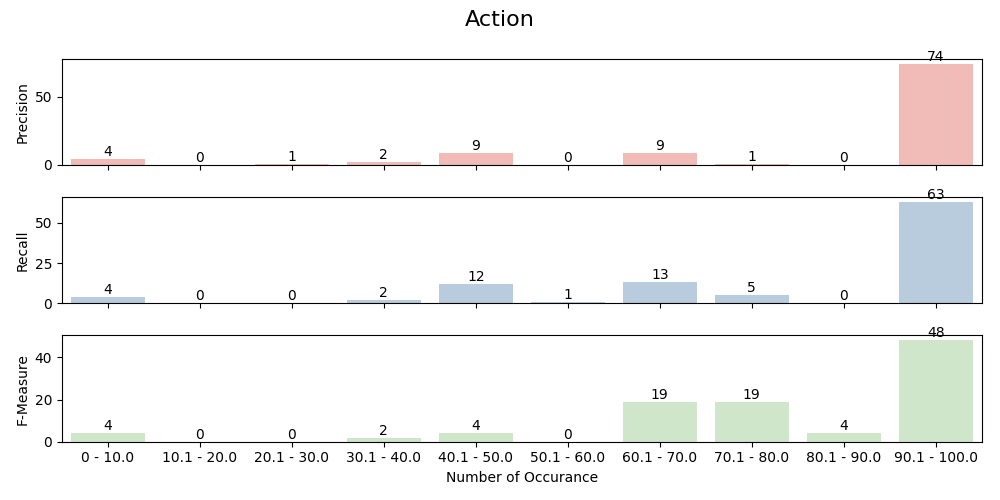 Action
Precision
50
0
4
0
1
2
9
0
9
1
0
74
Recall
50
25
0
4
0
0
2
12
1
13
5
0
63
F-Measure
40
20
0
4
0
0
2
4
0
19
19
4
48
0 - 10.0
10.1 - 20.0
20.1 - 30.0
30.1 - 40.0
40.1 - 50.0
50.1 - 60.0
60.1 - 70.0
70.1 - 80.0
80.1 - 90.0
90.1 - 100.0
Number of Occurance